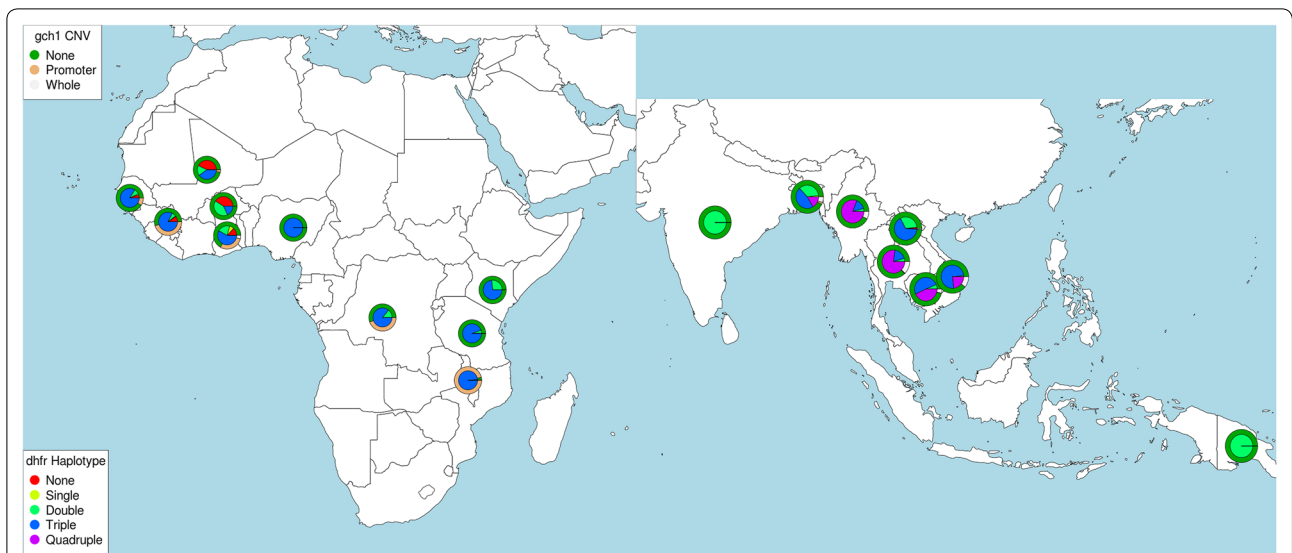 gch1 CNV
None
Promoter
Whole
dhfr Haplotype
None
Single
Double
Triple
Quadruple